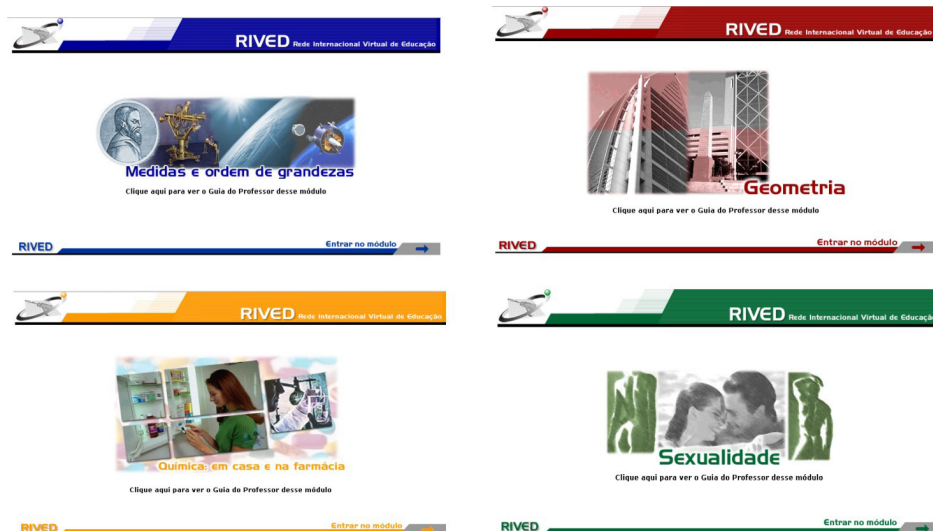 RIVED Rede Internacional Virtual de Educação
Medidas e ordem de grandezas
Clique aqui para ver o Guia do Professor desse módulo
RIVED
Entrar no módulo
RIVED Rede Internacional Virtual de Educação
Geometria
Clique aqui para ver o Guia do Professor desse módulo
RIVED
Entrar no módulo
RIVED Rede Internacional Virtual de Educação
Química: em casa e na farmácia
Clique aqui para ver o Guia do Professor desse módulo
RIVED
Entrar no módulo
RIVED Rede Internacional Virtual de Educação
Sexualidade
Clique aqui para ver o Guia do Professor desse módulo
RIVED
Entrar no módulo